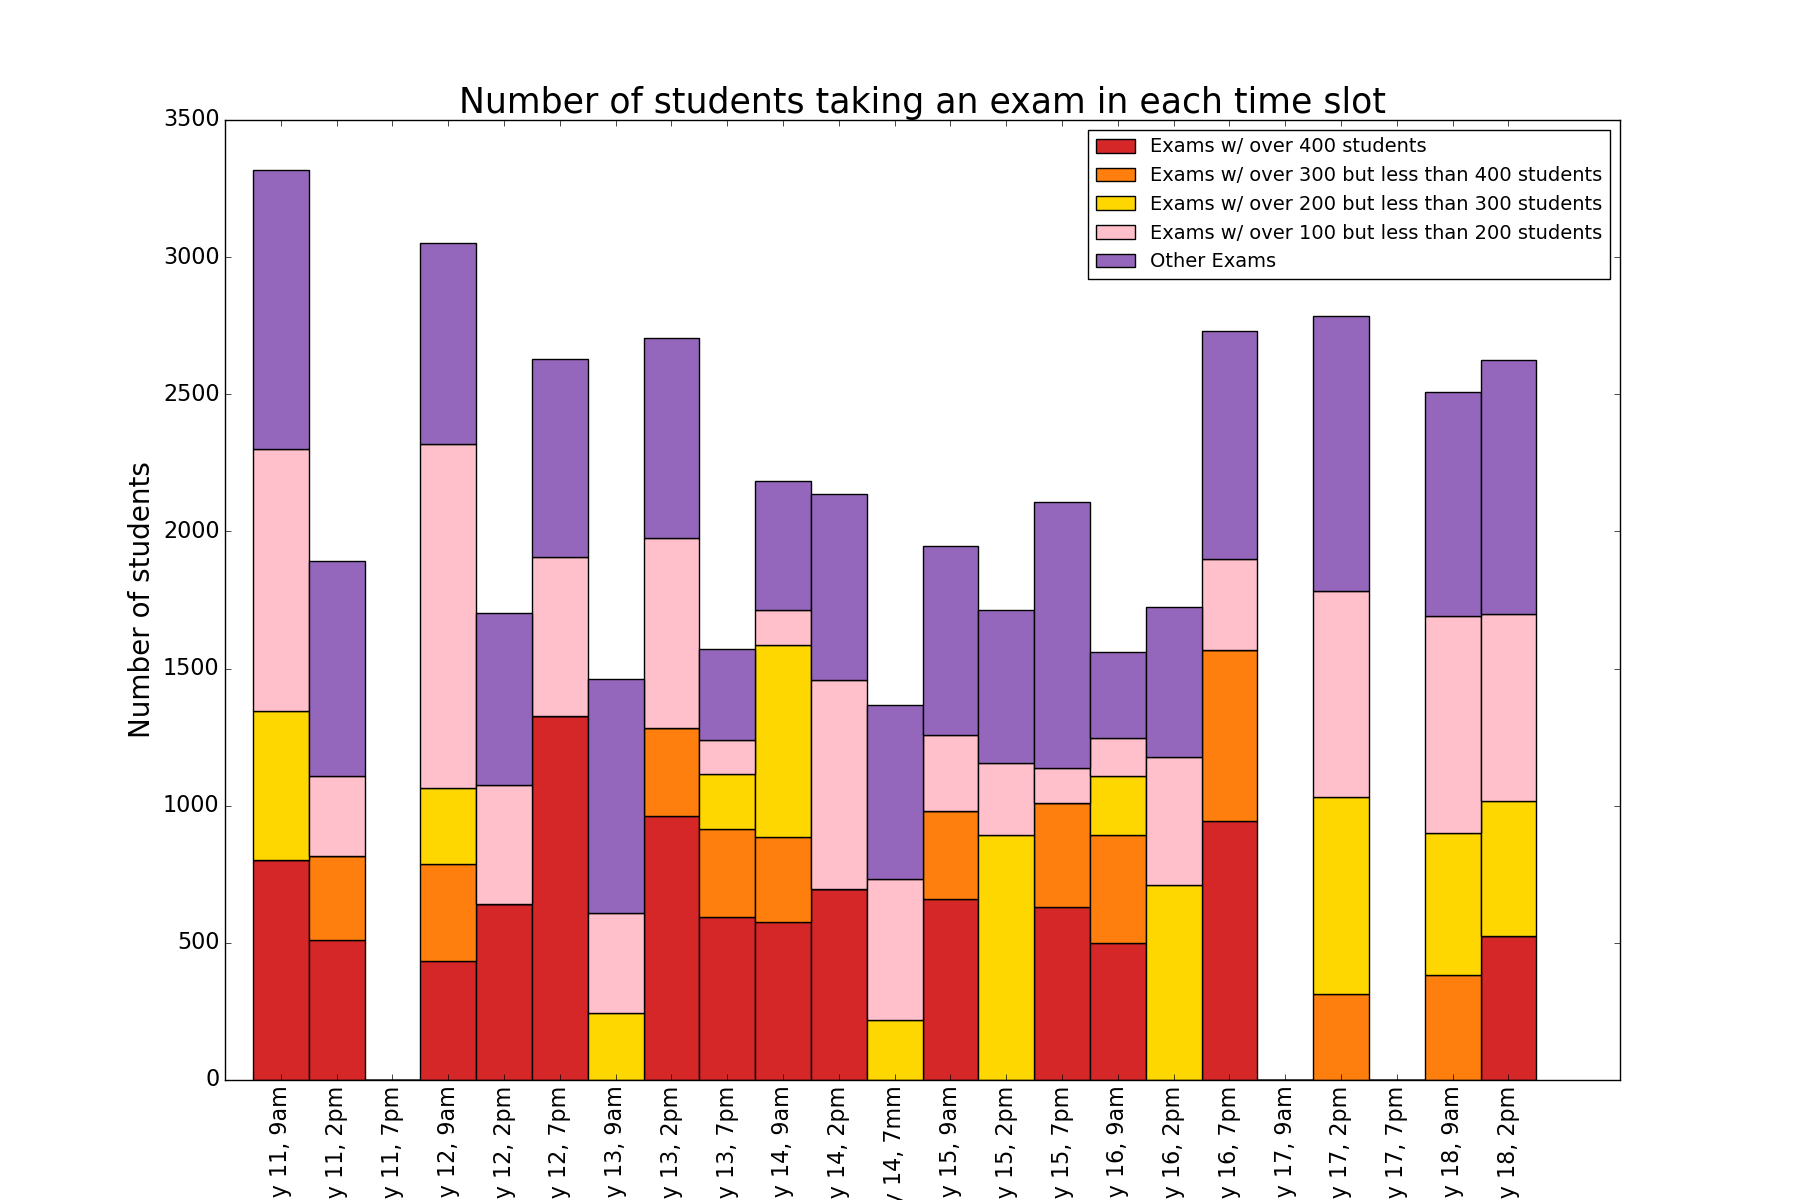 Number of students taking an exam in each time slot
Exams w/ over 400 students
Exams w/ over 300 but less than 400 students
Exams w/ over 200 but less than 300 students
Exams w/ over 100 but less than 200 students
Other Exams
Number of students
3500
3000
2500
2000
1500
1000
500
0
y 11, 9am
y 11, 2pm
y 11, 7pm
y 12, 9am
y 12, 2pm
y 12, 7pm
y 13, 9am
y 13, 2pm
y 13, 7pm
y 14, 9am
y 14, 2pm
y 14, 7mm
y 15, 9am
y 15, 2pm
y 15, 7pm
y 16, 9am
y 16, 2pm
y 16, 7pm
y 17, 9am
y 17, 2pm
y 17, 7pm
y 18, 9am
y 18, 2pm